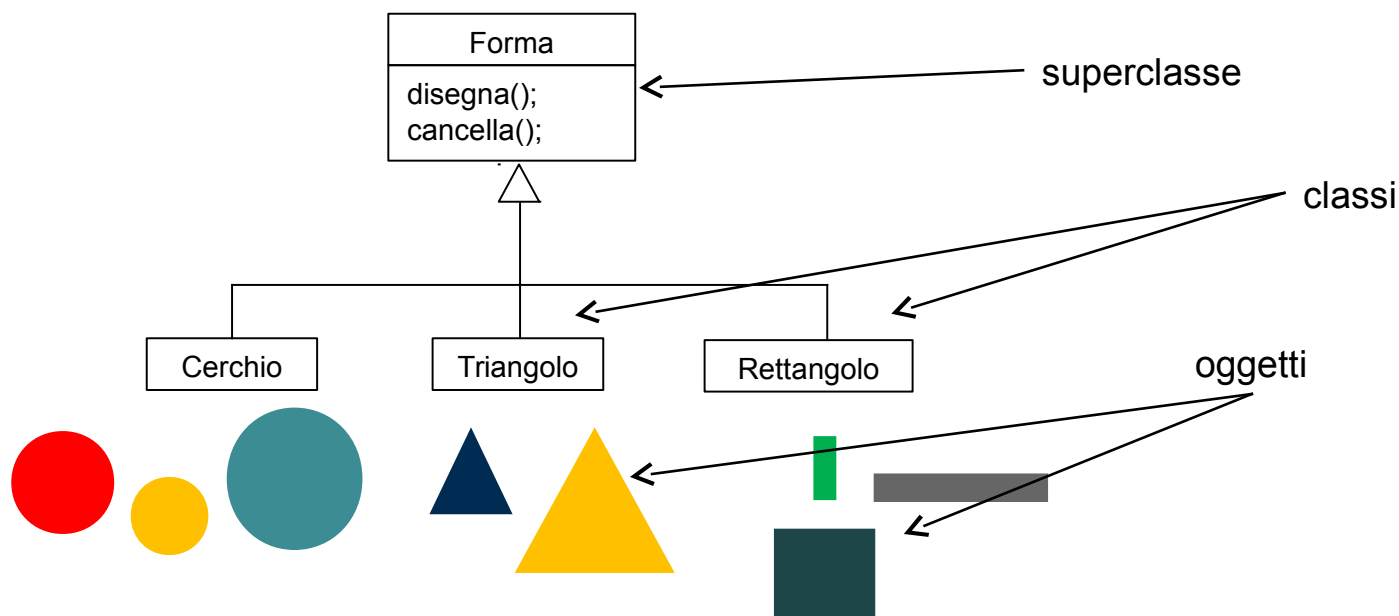 Forma
disegna();
cancella();
superclasse
classi
Cerchio
Triangolo
Rettangolo
oggetti